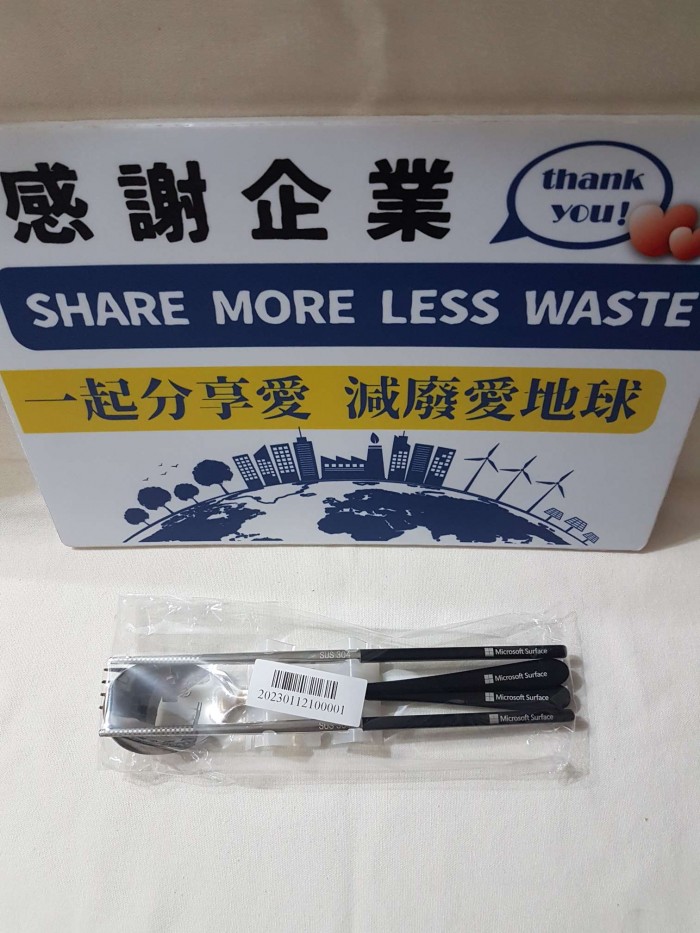 感謝企業
thank
you!
SHARE MORE LESS WASTE
一起分享愛 減廢愛地球
SUS 304
Microsoft Surface
Microsoft Surface
Microsoft Surface
20230112100001
SUS
Microsoft Surface